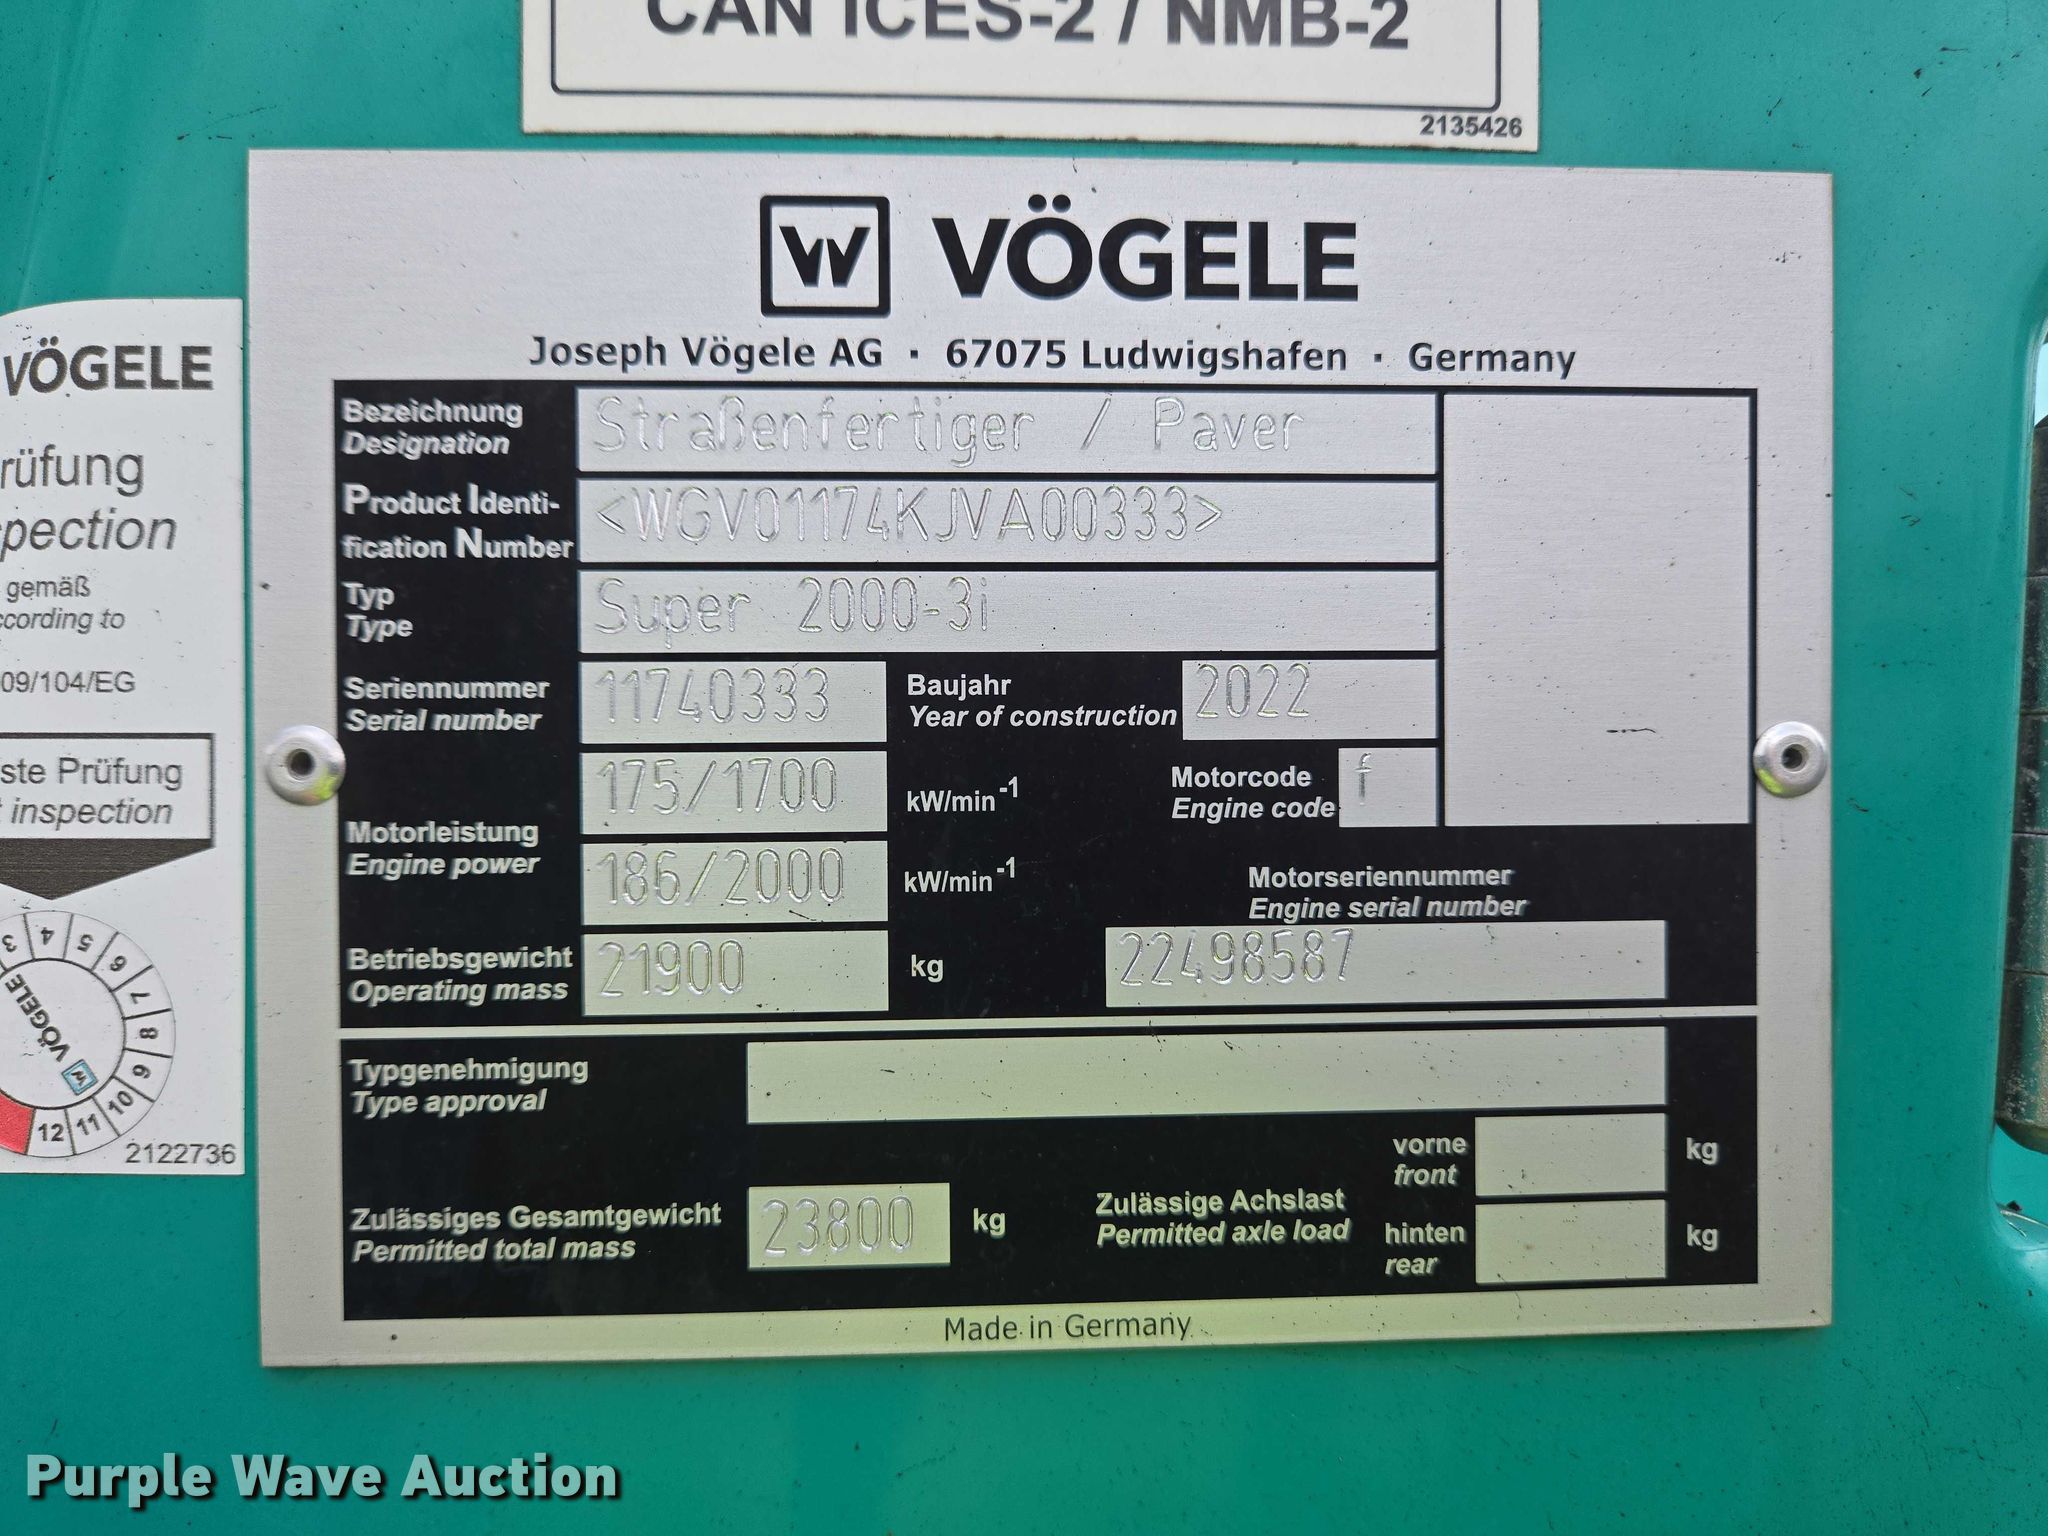 CAN ICES-2 / NMB-2
2135426
VÖGELE
Joseph Vögele AG · 67075 Ludwigshafen · Germany
Bezeichnung
Designation
Straßenfertiger / Paver
Product Identi-
fication Number
<WGV01174KJVA00333>
Typ
Type
Super 2000-3i
Seriennummer
Serial number
11740333
Baujahr
Year of construction
2022
Motorleistung
Engine power
175/1700
kW/min-1
Motorcode
Engine code
f
186/2000
kW/min-1
Motorseriennummer
Engine serial number
22498587
Betriebsgewicht
Operating mass
21900
kg
Typgenehmigung
Type approval
Zulässiges Gesamtgewicht
Permitted total mass
23800
kg
Zulässige Achslast
Permitted axle load
vorne
front
kg
hinten
rear
kg
Made in Germany
VÖGELE
rüfung
pection
gemäß
ccording to
09/104/EG
ste Prüfung
t inspection
3 4 5 6 7 8 9 10 11 12
VÖGELE
VÖGELE
2122736
Purple Wave Auction